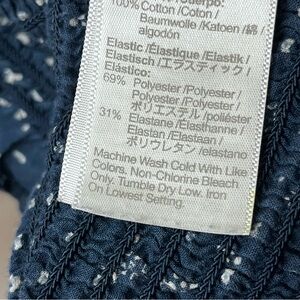 100% Cotton /Coton /
Baumwolle /Katoen /綿 /
algodón
Elastic /Élastique /Elastik /
Elastisch /エラスティック /
Elástico:
69% Polyester /Polyester /
Polyester /Polyester /
ポリエステル /poliéster
31% Elastan /Elasthanne /
Elastan /Elastaan /
ポリウレタン /elastano
Machine Wash Cold With Like
Colors. Non-Chlorine Bleach
Only. Tumble Dry Low. Iron
On Lowest Setting.